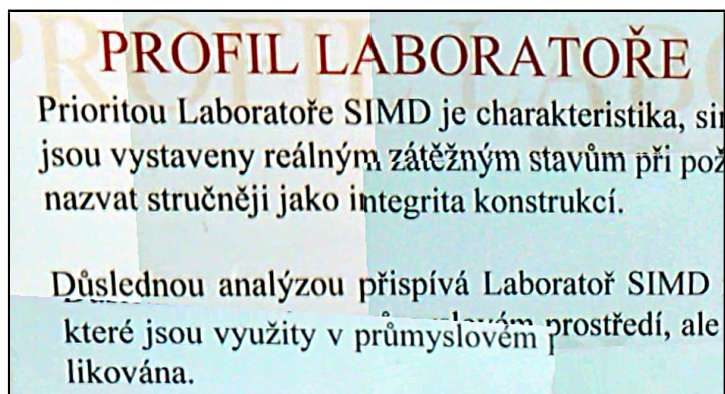 PROFIL LABORATOŘE
Prioritou Laboratoře SIMD je charakteristika,
jsou vystaveny reálným zátěžným stavům při
nazvat stručněji jako integrita konstrukcí.
Důslednou analýzou přispívá Laboratoř SIMD
které jsou využity v průmyslovém prostředí, ale
likována.